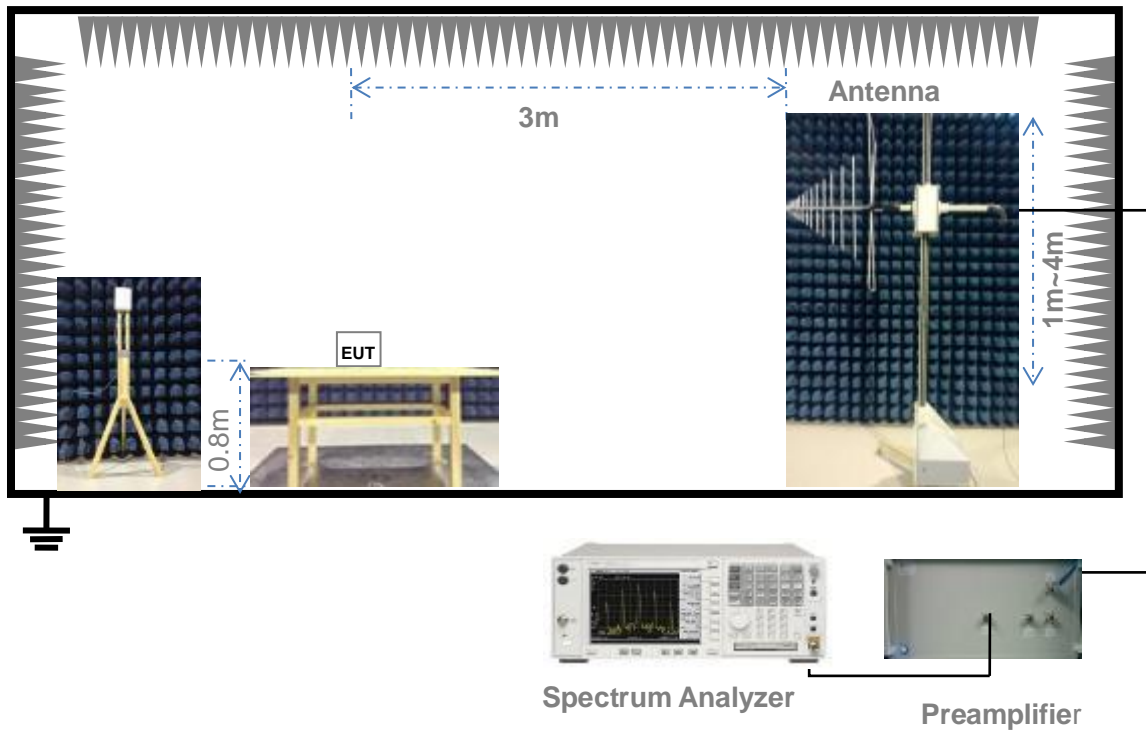 Antenna
3m
1m~4m
EUT
0.8m
Spectrum Analyzer
Preamplifier